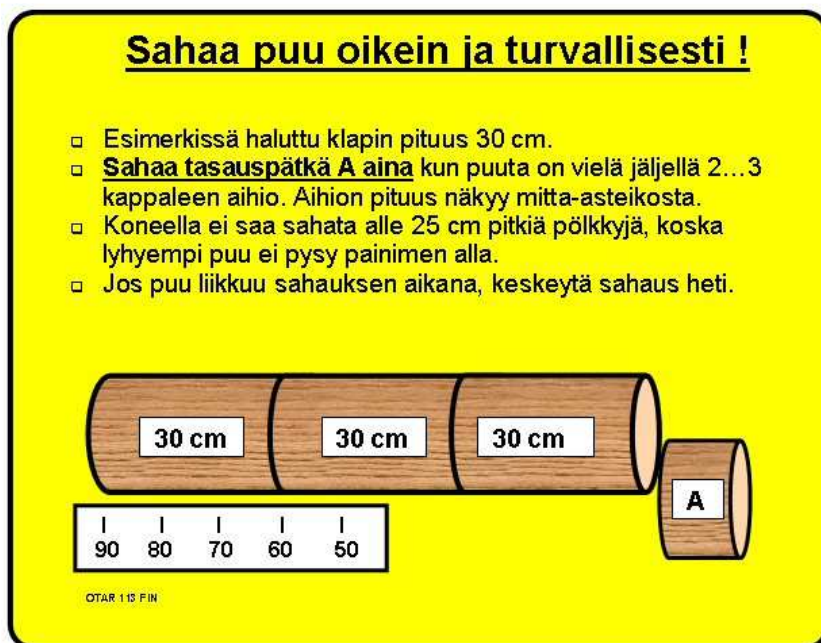 Sahaa puu oikein ja turvallisesti !
Esimerkissä haluttu klapin pituus 30 cm.
Sahaa tasauspätkä A aina kun puuta on vielä jäljellä 2…3
kappaleen aihio. Aihion pituus näkyy mitta-asteikosta.
Koneella ei saa sahata alle 25 cm pitkiä pölkkyjä, koska
lyhyempi puu ei pysy painimen alla.
Jos puu liikkuu sahauksen aikana, keskeytä sahaus heti.
30 cm 30 cm 30 cm
A
90 80 70 60 50
OTAR 113 FIN